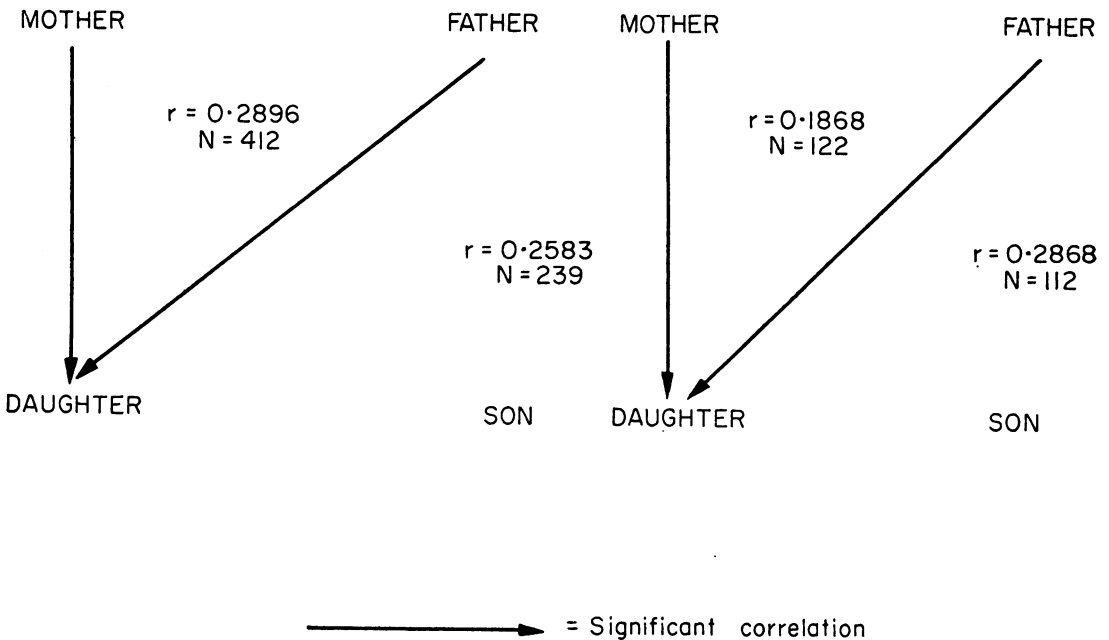 MOTHER
FATHER
r = 0·2896
N = 412
r = 0·2583
N = 239
DAUGHTER
SON
MOTHER
FATHER
r = 0·1868
N = 122
r = 0·2868
N = 112
DAUGHTER
SON
= Significant correlation